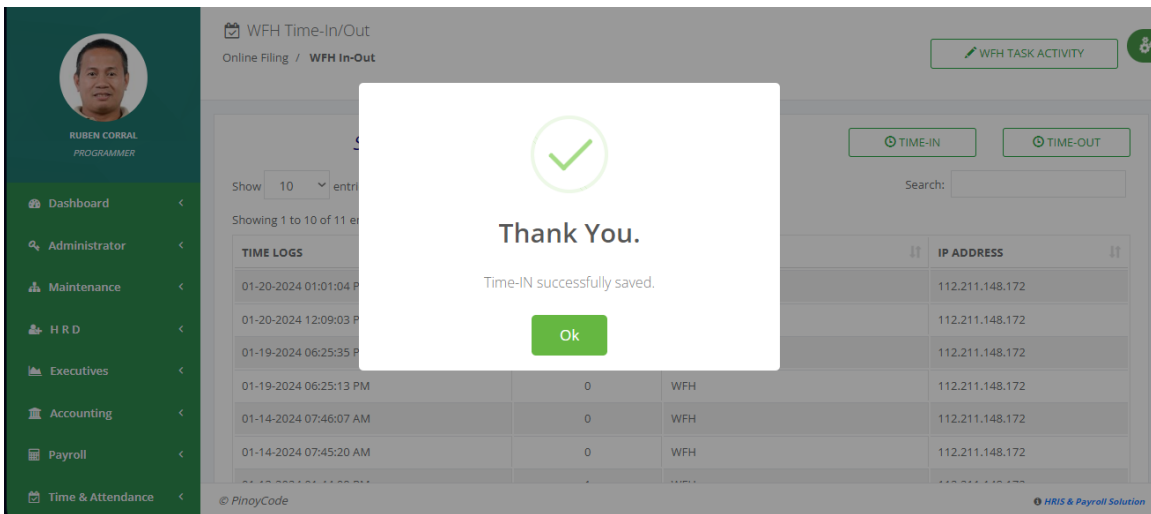 WFH Time-In/Out
Online Filing / WFH In-Out
WFH TASK ACTIVITY
RUBEN CORRAL
PROGRAMMER
Dashboard
Administrator
Maintenance
H R D
Executives
Accounting
Payroll
Time & Attendance
TIME-IN
TIME-OUT
Show 10
Search:
Showing 1 to 10 of 11
TIME LOGS IP ADDRESS
01-20-2024 01:01:04 P 112.211.148.172
01-20-2024 12:09:03 P 112.211.148.172
01-19-2024 06:25:35 P 112.211.148.172
01-19-2024 06:25:13 PM 0 WFH 112.211.148.172
01-14-2024 07:46:07 AM 0 WFH 112.211.148.172
01-14-2024 07:45:20 AM 0 WFH 112.211.148.172
Thank You.
Time-IN successfully saved.
Ok
© PinoyCode
HRIS & Payroll Solution